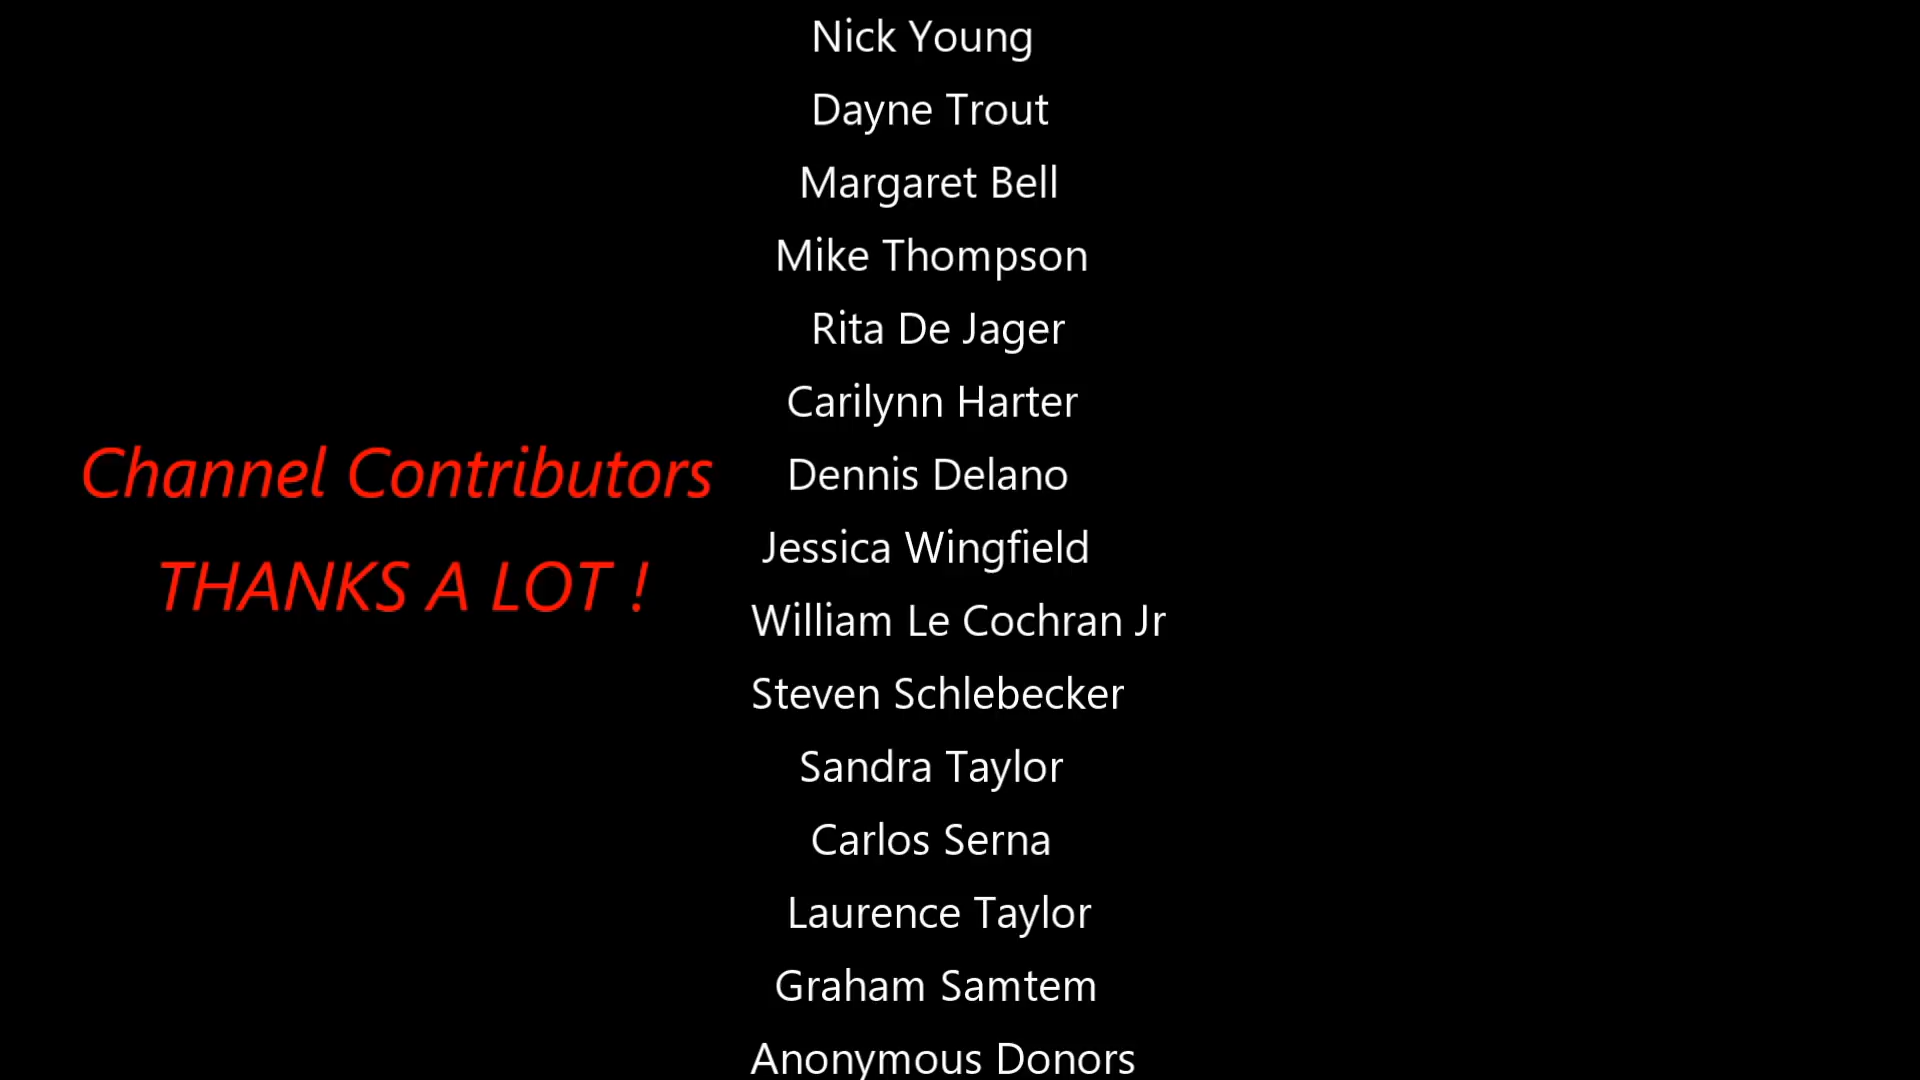 Channel Contributors
THANKS A LOT !
Nick Young
Dayne Trout
Margaret Bell
Mike Thompson
Rita De Jager
Carilynn Harter
Dennis Delano
Jessica Wingfield
William Le Cochran Jr
Steven Schlebecker
Sandra Taylor
Carlos Serna
Laurence Taylor
Graham Samtem
Anonymous Donors